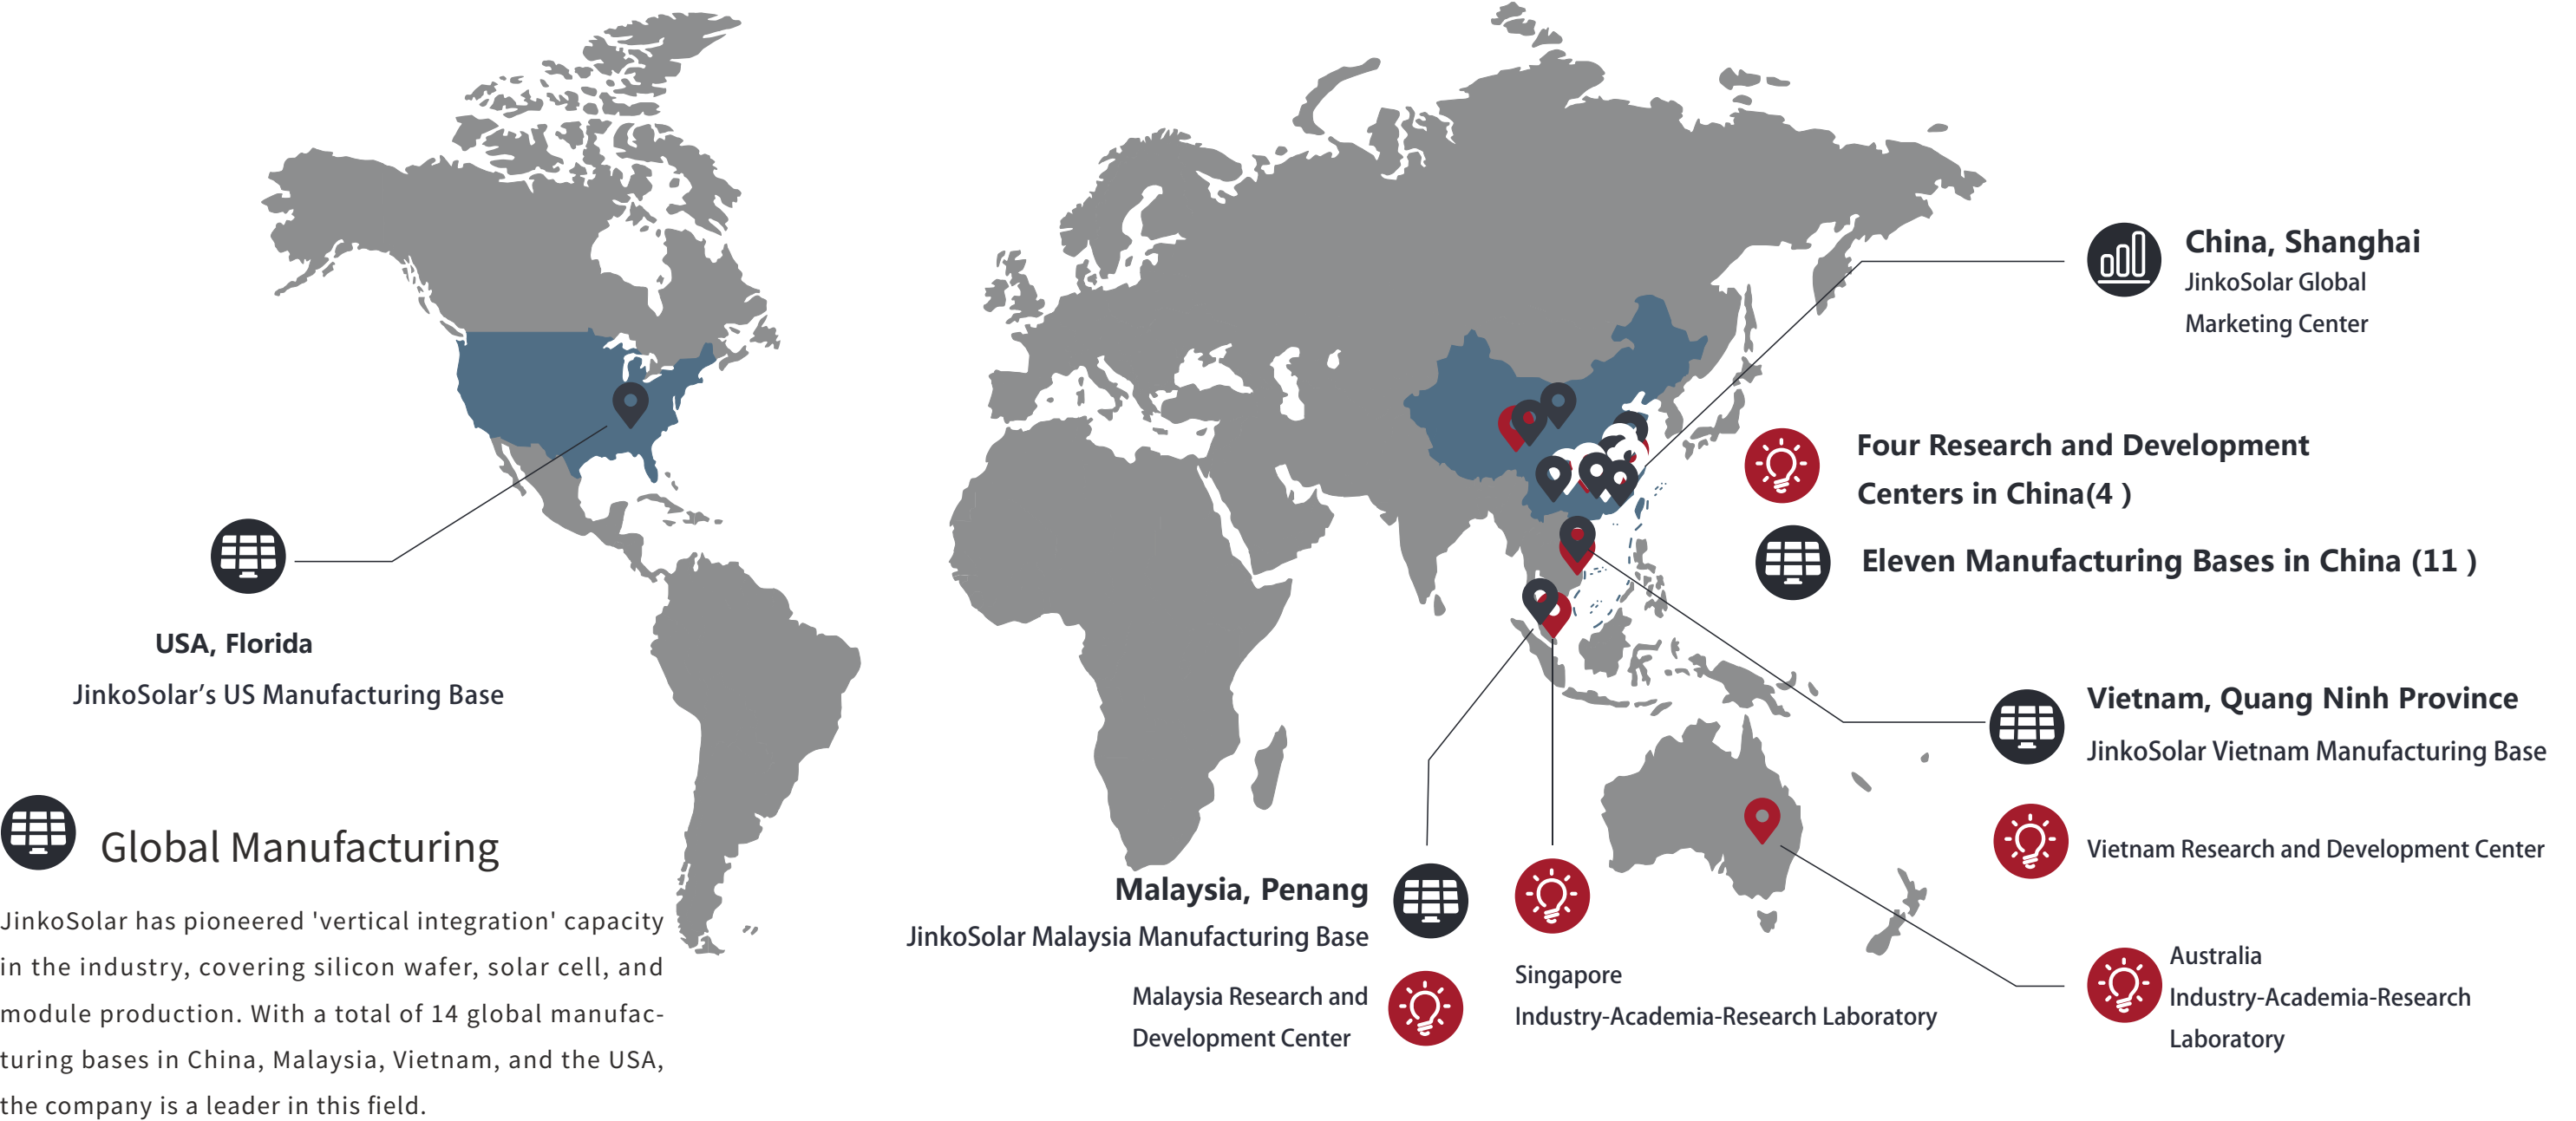 China, Shanghai
JinkoSolar Global
Marketing Center
Four Research and Development
Centers in China(4 )
Eleven Manufacturing Bases in China (11 )
USA, Florida
JinkoSolar’s US Manufacturing Base
Vietnam, Quang Ninh Province
JinkoSolar Vietnam Manufacturing Base
Vietnam Research and Development Center
Global Manufacturing
JinkoSolar has pioneered 'vertical integration' capacity
in the industry, covering silicon wafer, solar cell, and
module production. With a total of 14 global manufac-
turing bases in China, Malaysia, Vietnam, and the USA,
the company is a leader in this field.
Malaysia, Penang
JinkoSolar Malaysia Manufacturing Base
Malaysia Research and
Development Center
Singapore
Industry-Academia-Research Laboratory
Australia
Industry-Academia-Research
Laboratory